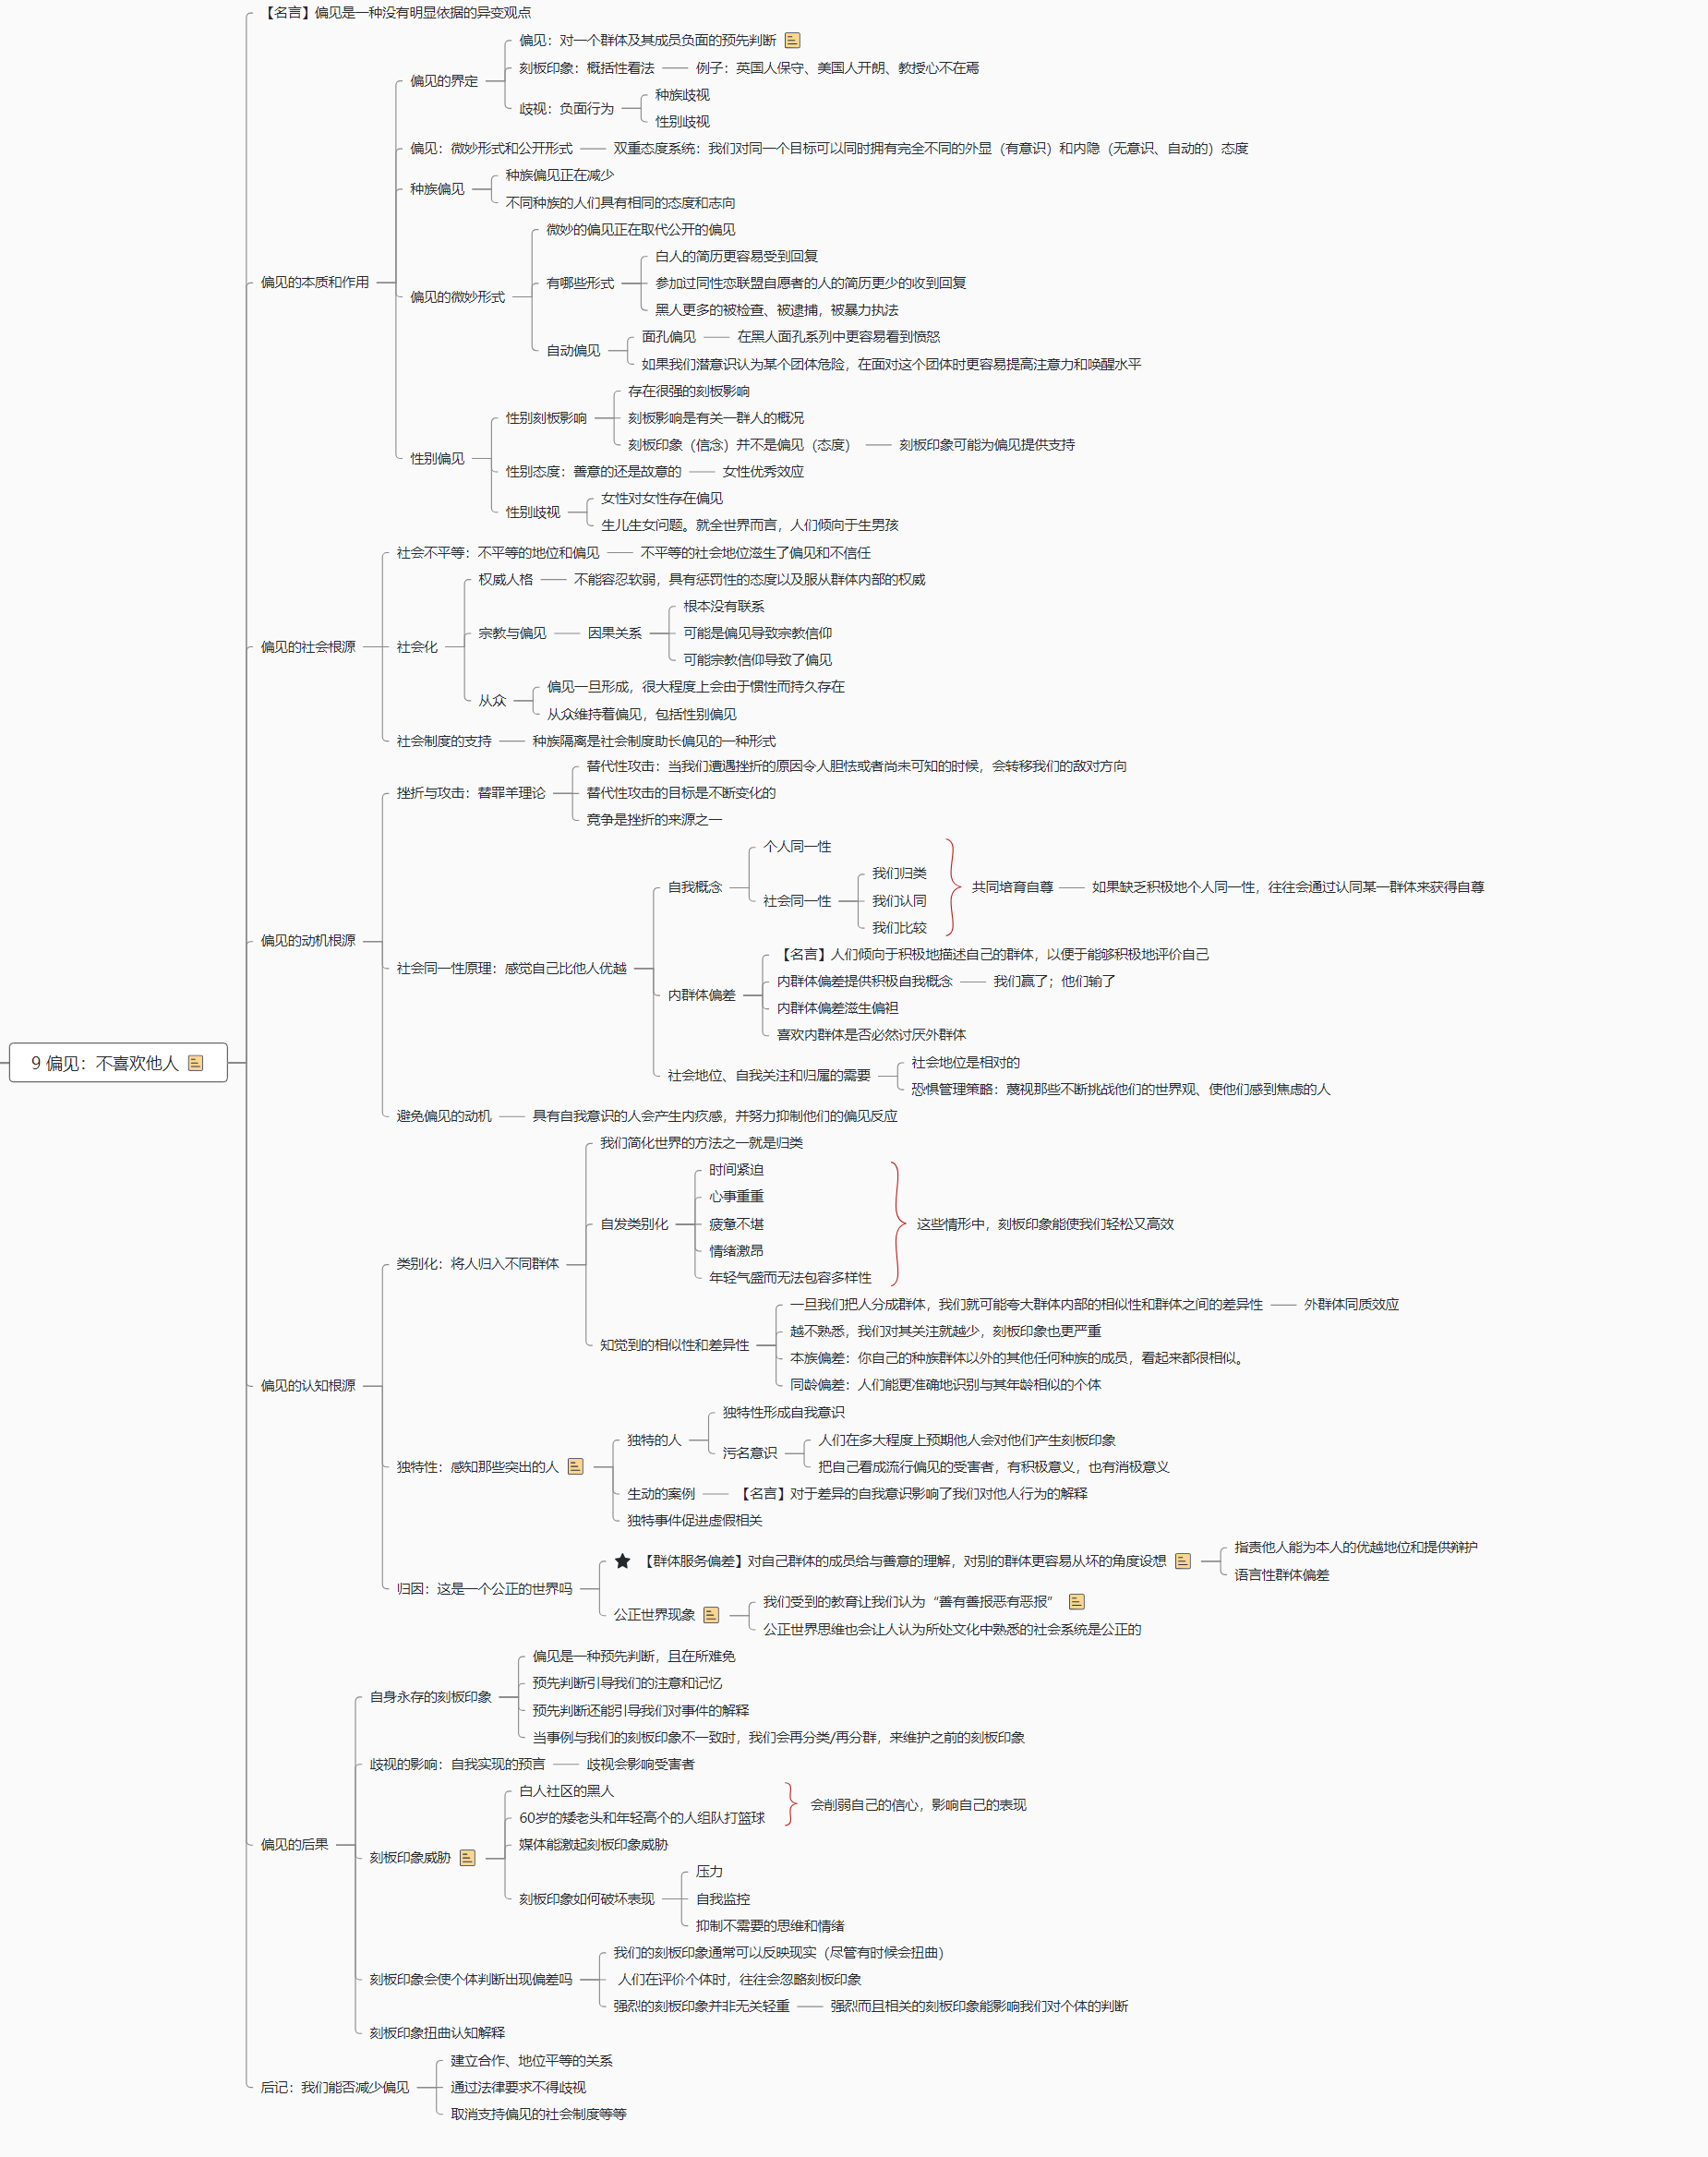 【名言】偏见是一种没有明显依据的异变观点
偏见：对一个群体及其成员负面的预先判断
刻板印象：概括性看法
例子：英国人保守、美国人开朗、教授心不在焉
偏见的界定
种族歧视
歧视：负面行为
性别歧视
偏见：微妙形式和公开形式
双重态度系统：我们对同一个目标可以同时拥有完全不同的外显（有意识）和内隐（无意识、自动的）态度
种族偏见正在减少
种族偏见
不同种族的人们具有相同的态度和志向
微妙的偏见正在取代公开的偏见
白人的简历更容易受到回复
偏见的本质和作用
有哪些形式
参加过同性恋联盟自愿者的人的简历更少的收到回复
偏见的微妙形式
黑人更多的被检查、被逮捕，被暴力执法
面孔偏见
在黑人面孔系列中更容易看到愤怒
自动偏见
如果我们潜意识认为某个团体危险，在面对这个团体时更容易提高注意力和唤醒水平
存在很强的刻板影响
性别刻板影响
刻板影响是有关一群人的概况
刻板印象（信念）并不是偏见（态度）
刻板印象可能为偏见提供支持
性别偏见
性别态度：善意的还是故意的
女性优秀效应
女性对女性存在偏见
性别歧视
生儿生女问题。就全世界而言，人们倾向于生男孩
社会不平等：不平等的地位和偏见
不平等的社会地位滋生了偏见和不信任
权威人格
不能容忍软弱，具有惩罚性的态度以及服从群体内部的权威
根本没有联系
宗教与偏见
因果关系
可能是偏见导致宗教信仰
偏见的社会根源
社会化
可能宗教信仰导致了偏见
偏见一旦形成，很大程度上会由于惯性而持久存在
从众
从众维持着偏见，包括性别偏见
社会制度的支持
种族隔离是社会制度助长偏见的一种形式
替代性攻击：当我们遭遇挫折的原因令人胆怯或者尚未可知的时候，会转移我们的敌对方向
挫折与攻击：替罪羊理论
替代性攻击的目标是不断变化的
竞争是挫折的来源之一
个人同一性
我们归类
自我概念
共同培育自尊
如果缺乏积极地个人同一性，往往会通过认同某一群体来获得自尊
社会同一性
我们认同
我们比较
偏见的动机根源
【名言】人们倾向于积极地描述自己的群体，以便于能够积极地评价自己
社会同一性原理：感觉自己比他人优越
内群体偏差提供积极自我概念
我们赢了；他们输了
内群体偏差
内群体偏差滋生偏袒
喜欢内群体是否必然讨厌外群体
9 偏见：不喜欢他人
社会地位是相对的
社会地位、自我关注和归属的需要
恐惧管理策略：蔑视那些不断挑战他们的世界观、使他们感到焦虑的人
避免偏见的动机
具有自我意识的人会产生内疚感，并努力抑制他们的偏见反应
我们简化世界的方法之一就是归类
时间紧迫
心事重重
自发类别化
疲惫不堪
这些情形中，刻板印象能使我们轻松又高效
情绪激昂
类别化：将人归入不同群体
年轻气盛而无法包容多样性
一旦我们把人分成群体，我们就可能夸大群体内部的相似性和群体之间的差异性
外群体同质效应
越不熟悉，我们对其关注就越少，刻板印象也更严重
知觉到的相似性和差异性
本族偏差：你自己的种族群体以外的其他任何种族的成员，看起来都很相似。
偏见的认知根源
同龄偏差：人们能更准确地识别与其年龄相似的个体
独特性形成自我意识
独特的人
人们在多大程度上预期他人会对他们产生刻板印象
污名意识
独特性：感知那些突出的人
把自己看成流行偏见的受害者，有积极意义，也有消极意义
生动的案例
【名言】对于差异的自我意识影响了我们对他人行为的解释
独特事件促进虚假相关
指责他人能为本人的优越地位和提供辩护
【群体服务偏差】对自己群体的成员给与善意的理解，对别的群体更容易从坏的角度设想
语言性群体偏差
归因：这是一个公正的世界吗
我们受到的教育让我们认为“善有善报恶有恶报”
公正世界现象
公正世界思维也会让人认为所处文化中熟悉的社会系统是公正的
偏见是一种预先判断，且在所难免
预先判断引导我们的注意和记忆
自身永存的刻板印象
预先判断还能引导我们对事件的解释
当事例与我们的刻板印象不一致时，我们会再分类/再分群，来维护之前的刻板印象
歧视的影响：自我实现的预言
歧视会影响受害者
白人社区的黑人
会削弱自己的信心，影响自己的表现
60岁的矮老头和年轻高个的人组队打篮球
偏见的后果
媒体能激起刻板印象威胁
刻板印象威胁
压力
刻板印象如何破坏表现
自我监控
抑制不需要的思维和情绪
我们的刻板印象通常可以反映现实（尽管有时候会扭曲）
刻板印象会使个体判断出现偏差吗
人们在评价个体时，往往会忽略刻板印象
强烈的刻板印象并非无关轻重
强烈而且相关的刻板印象能影响我们对个体的判断
刻板印象扭曲认知解释
建立合作、地位平等的关系
后记：我们能否减少偏见
通过法律要求不得歧视
取消支持偏见的社会制度等等